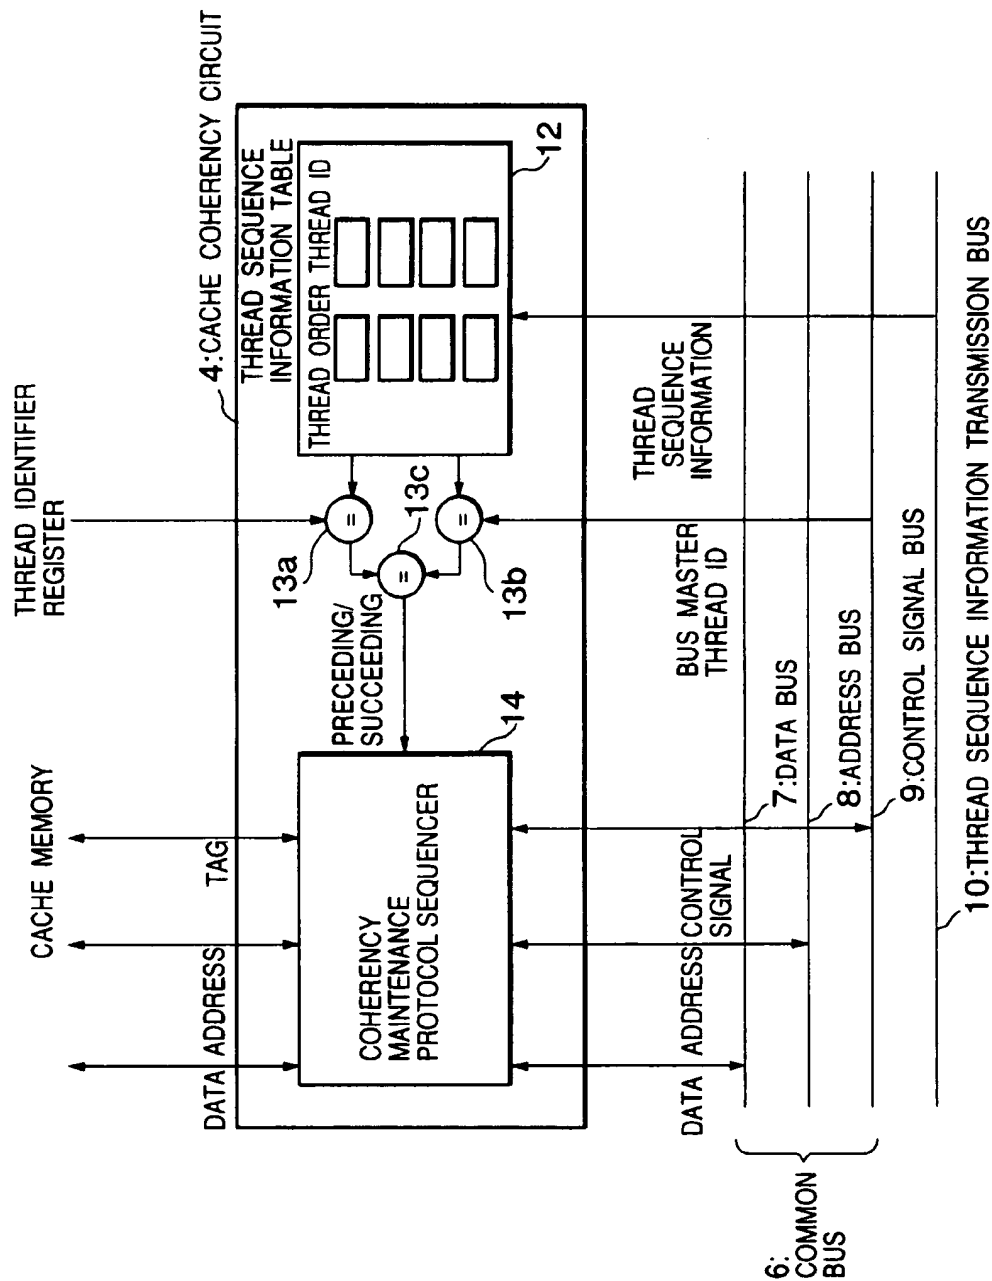 CACHE MEMORY
THREAD IDENTIFIER
REGISTER
4:CACHE COHERENCY CIRCUIT
DATA
ADDRESS
TAG
COHERENCY
MAINTENANCE
PROTOCOL SEQUENCER
14
PRECEDING/
SUCCEEDING
13a
=
13c
=
13b
=
THREAD SEQUENCE
INFORMATION TABLE
THREAD ORDER
THREAD ID
12
DATA
ADDRESS
CONTROL
SIGNAL
BUS MASTER
THREAD ID
THREAD
SEQUENCE
INFORMATION
6:
COMMON
BUS
7:DATA BUS
8:ADDRESS BUS
9:CONTROL SIGNAL BUS
10:THREAD SEQUENCE INFORMATION TRANSMISSION BUS